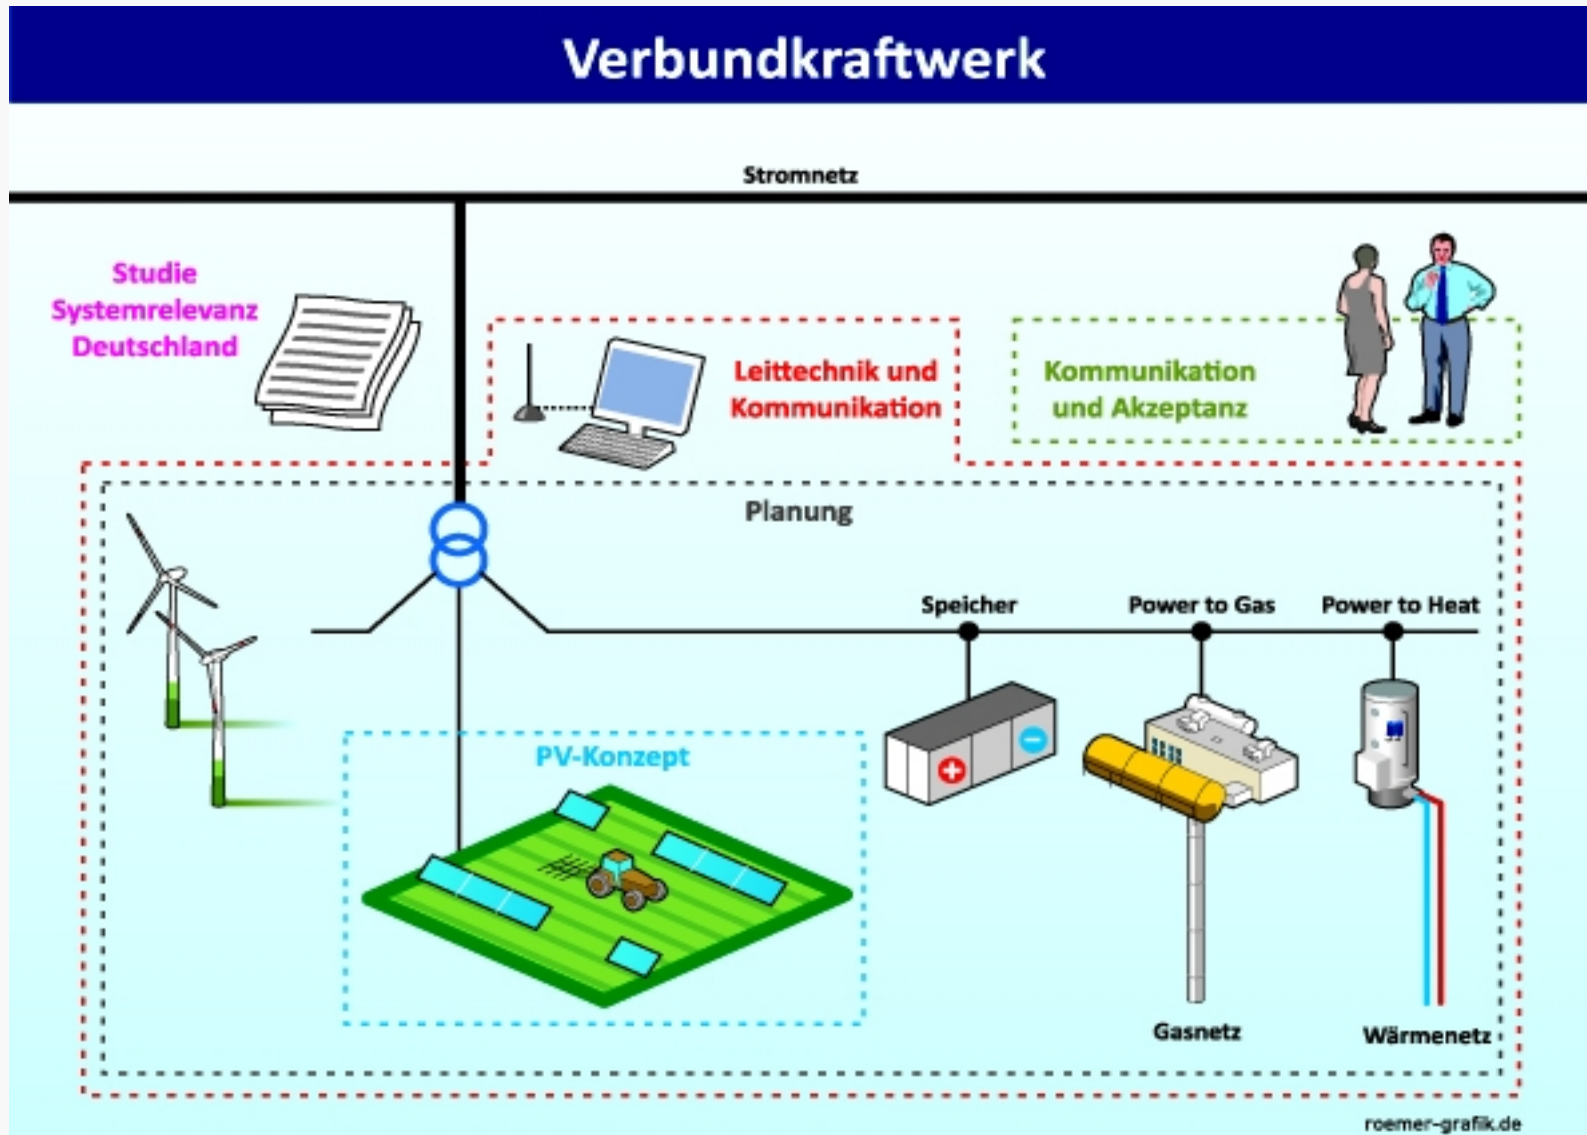 Verbundkraftwerk
Stromnetz
Studie
Systemrelevanz
Deutschland
Leittechnik und
Kommunikation
Kommunikation
und Akzeptanz
Planung
Speicher
Power to Gas
Power to Heat
PV-Konzept
Gasnetz
Wärmenetz
roemer-grafik.de